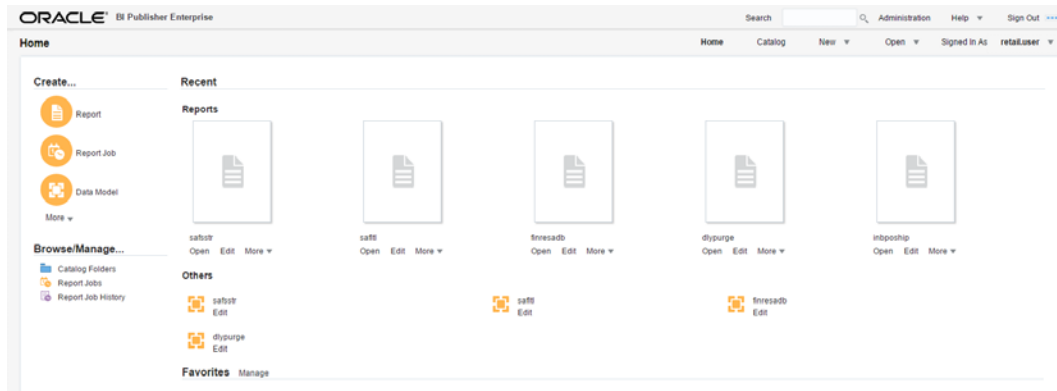 ORACLE BI Publisher Enterprise Search Administration Help Sign Out
Home Home Catalog New Open Signed In As retail.user
Create...
Report
Report Job
Data Model
More
Browse/Manage...
Catalog Folders
Report Jobs
Report Job History
Recent
Reports
safsstr safitl finresadb dlypurge inbpoship
Open Edit More Open Edit More Open Edit More Open Edit More Open Edit More
Others
safsstr safitl finresadb
Edit Edit Edit
dlypurge
Edit
Favorites Manage